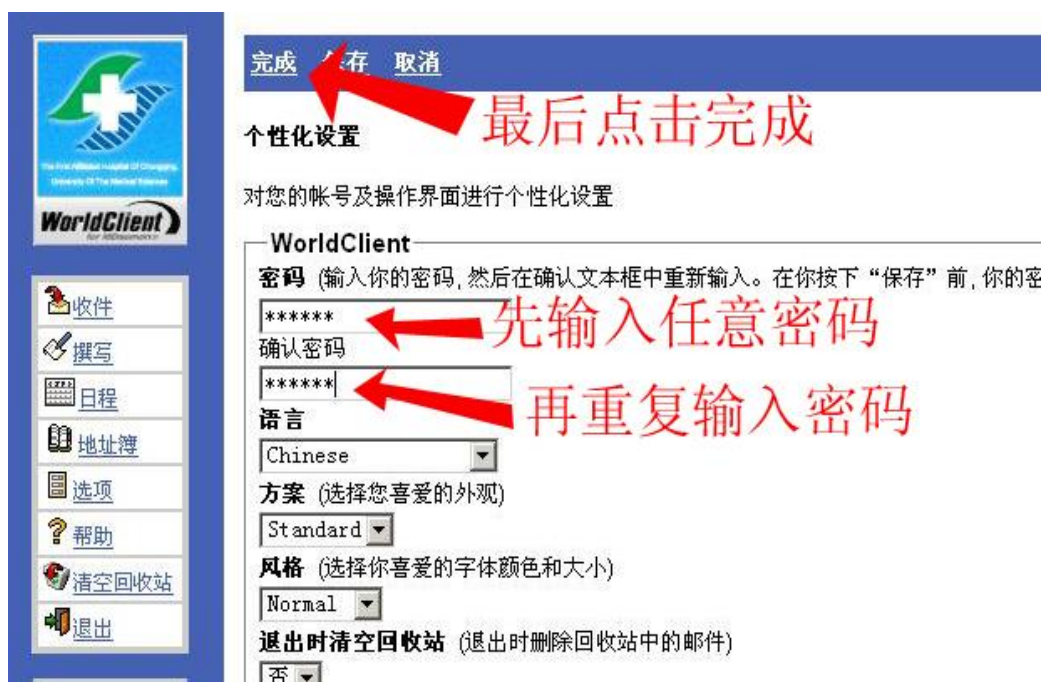 完成 存 取消
最后点击完成
个性化设置
对您的帐号及操作界面进行个性化设置
WorldClient
密码 (输入你的密码,然后在确认文本框中重新输入。在你按下“保存”前,你的密
******
先输入任意密码
确认密码
******
再重复输入密码
语言
Chinese
方案 (选择您喜爱的外观)
Standard
风格 (选择你喜爱的字体颜色和大小)
Normal
退出时清空回收站 (退出时删除回收站中的邮件)
否
The First Affiliated Hospital Of Chongqing
University Of The Medical Sciences
WorldClient
for MDaemon
收件
撰写
日程
地址簿
选项
帮助
清空回收站
退出